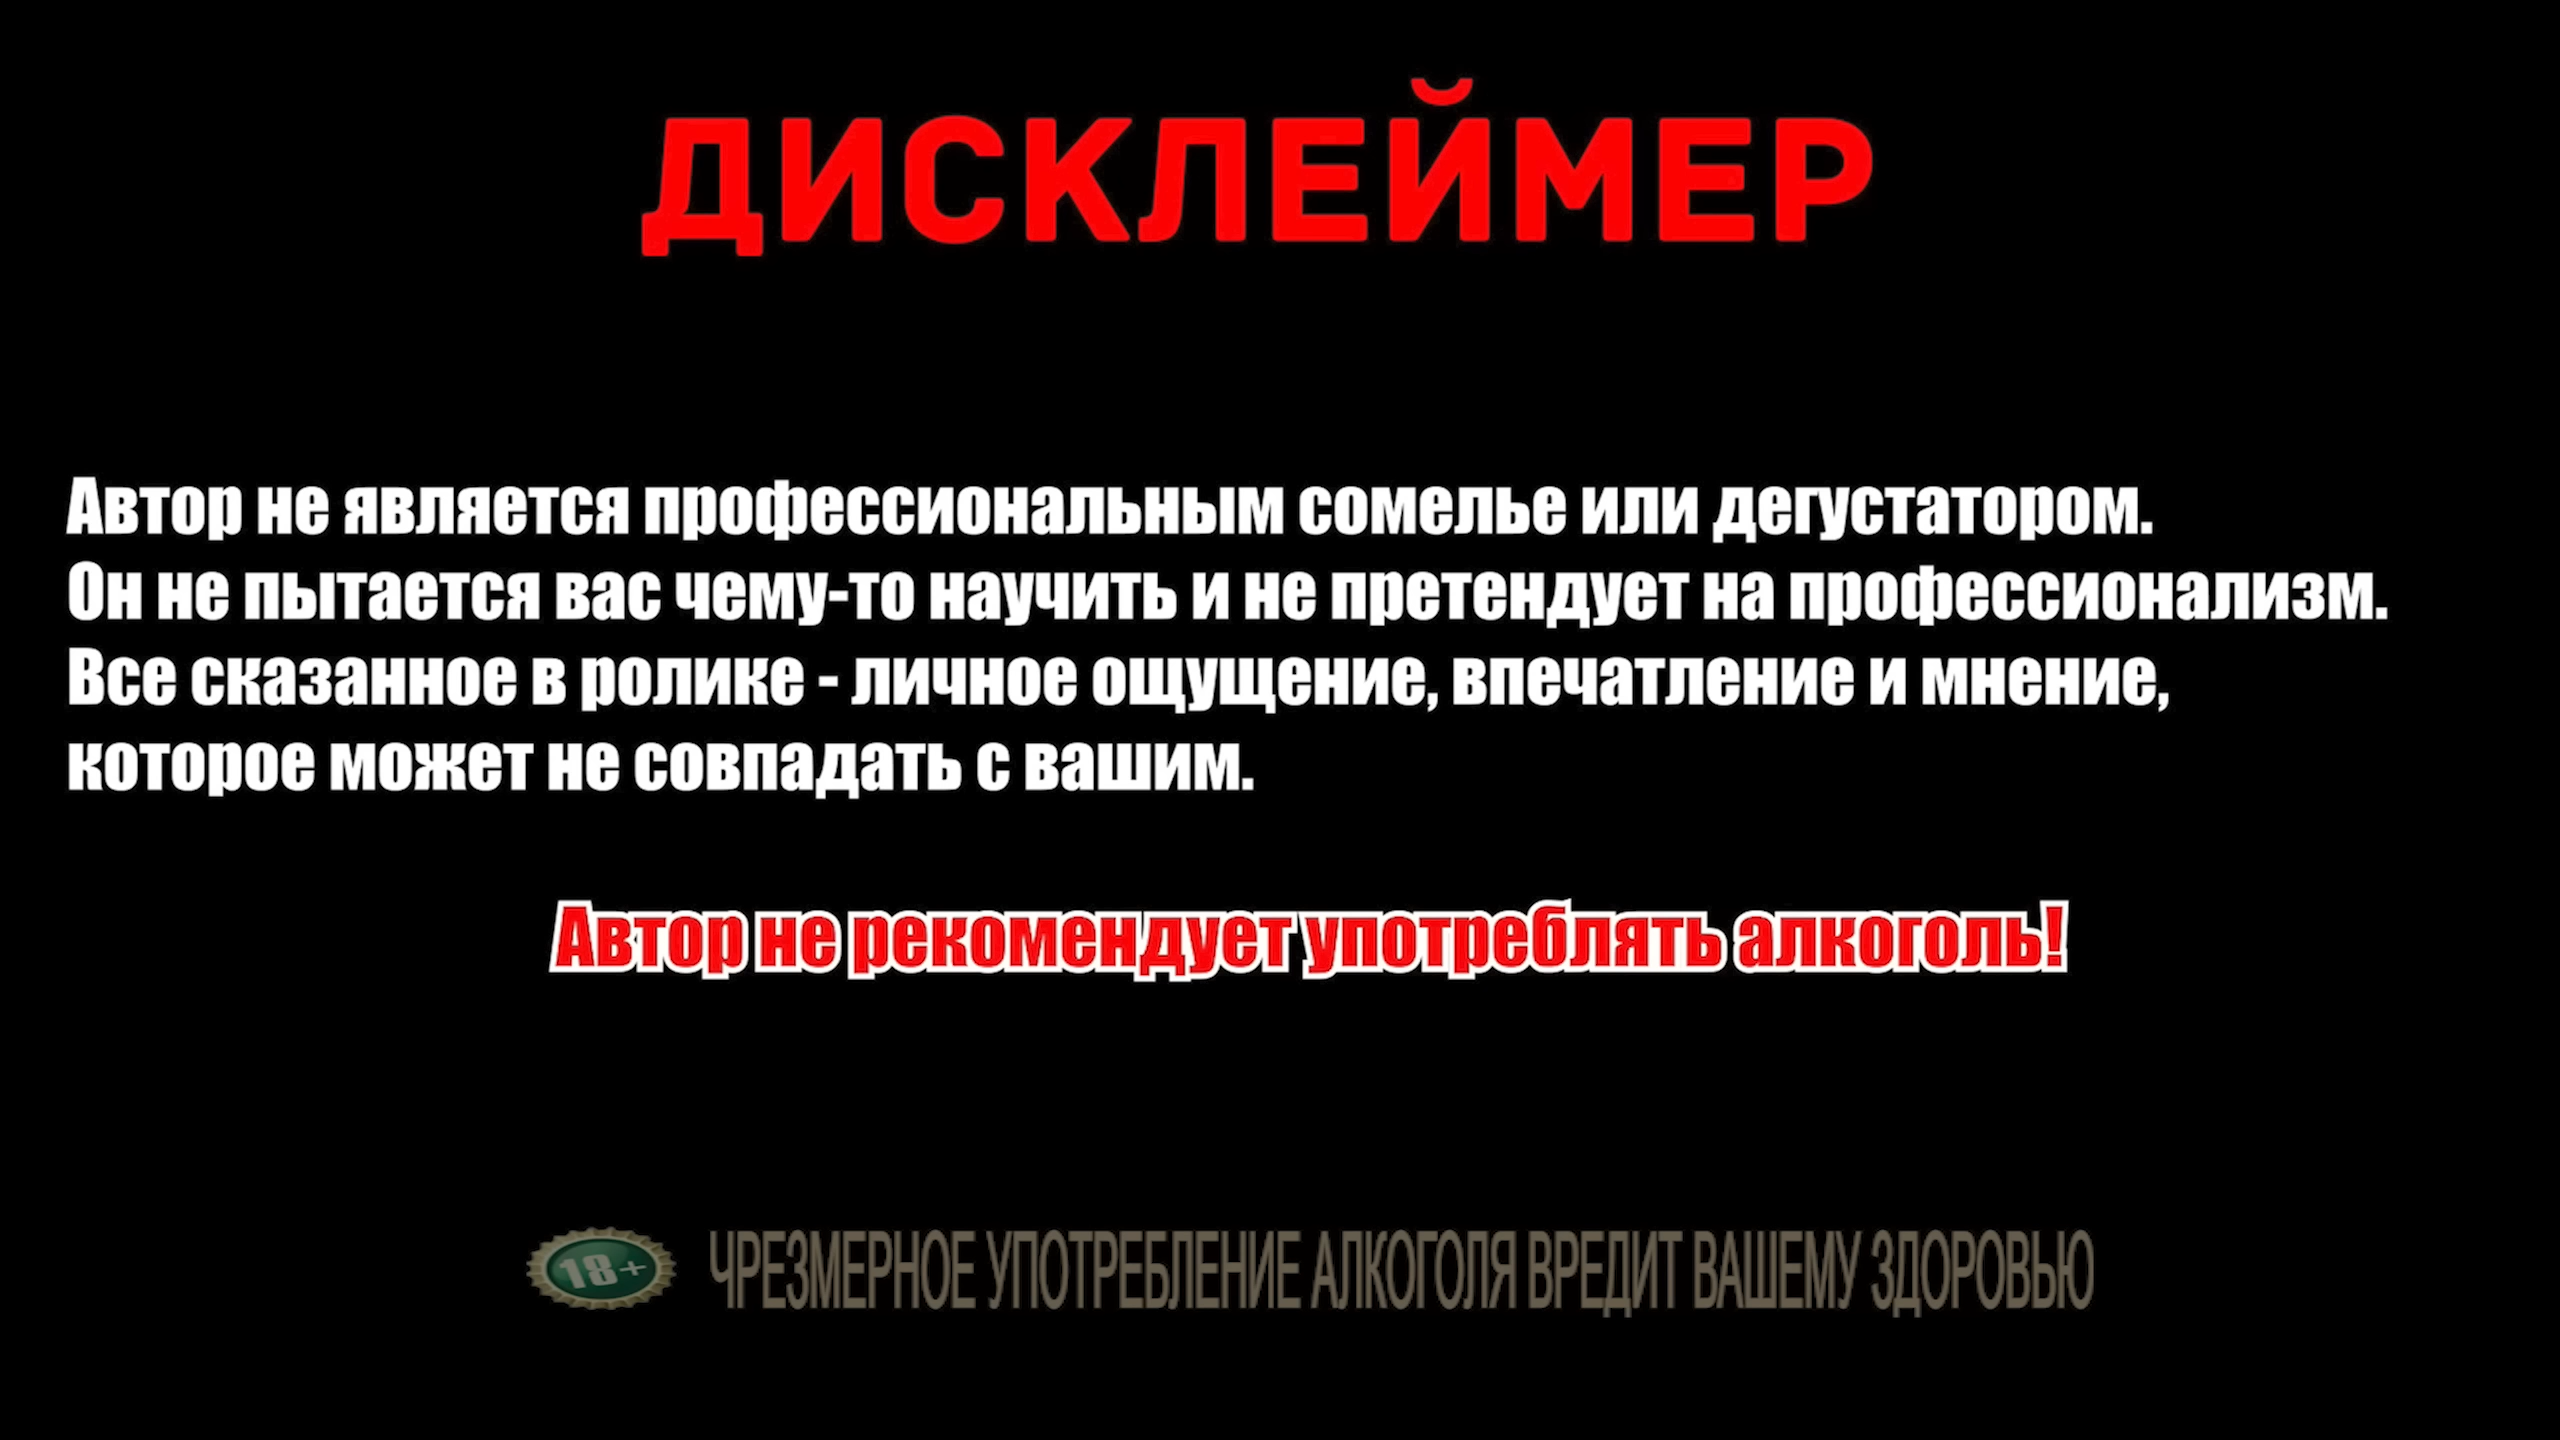 ДИСКЛЕЙМЕР
Автор не является профессиональным сомелье или дегустатором.
Он не пытается вас чему-то научить и не претендует на профессионализм.
Все сказанное в ролике - личное ощущение, впечатление и мнение,
которое может не совпадать с вашим.
Автор не рекомендует употреблять алкоголь!
18+ ЧРЕЗМЕРНОЕ УПОТРЕБЛЕНИЕ АЛКОГОЛЯ ВРЕДИТ ВАШЕМУ ЗДОРОВЬЮ